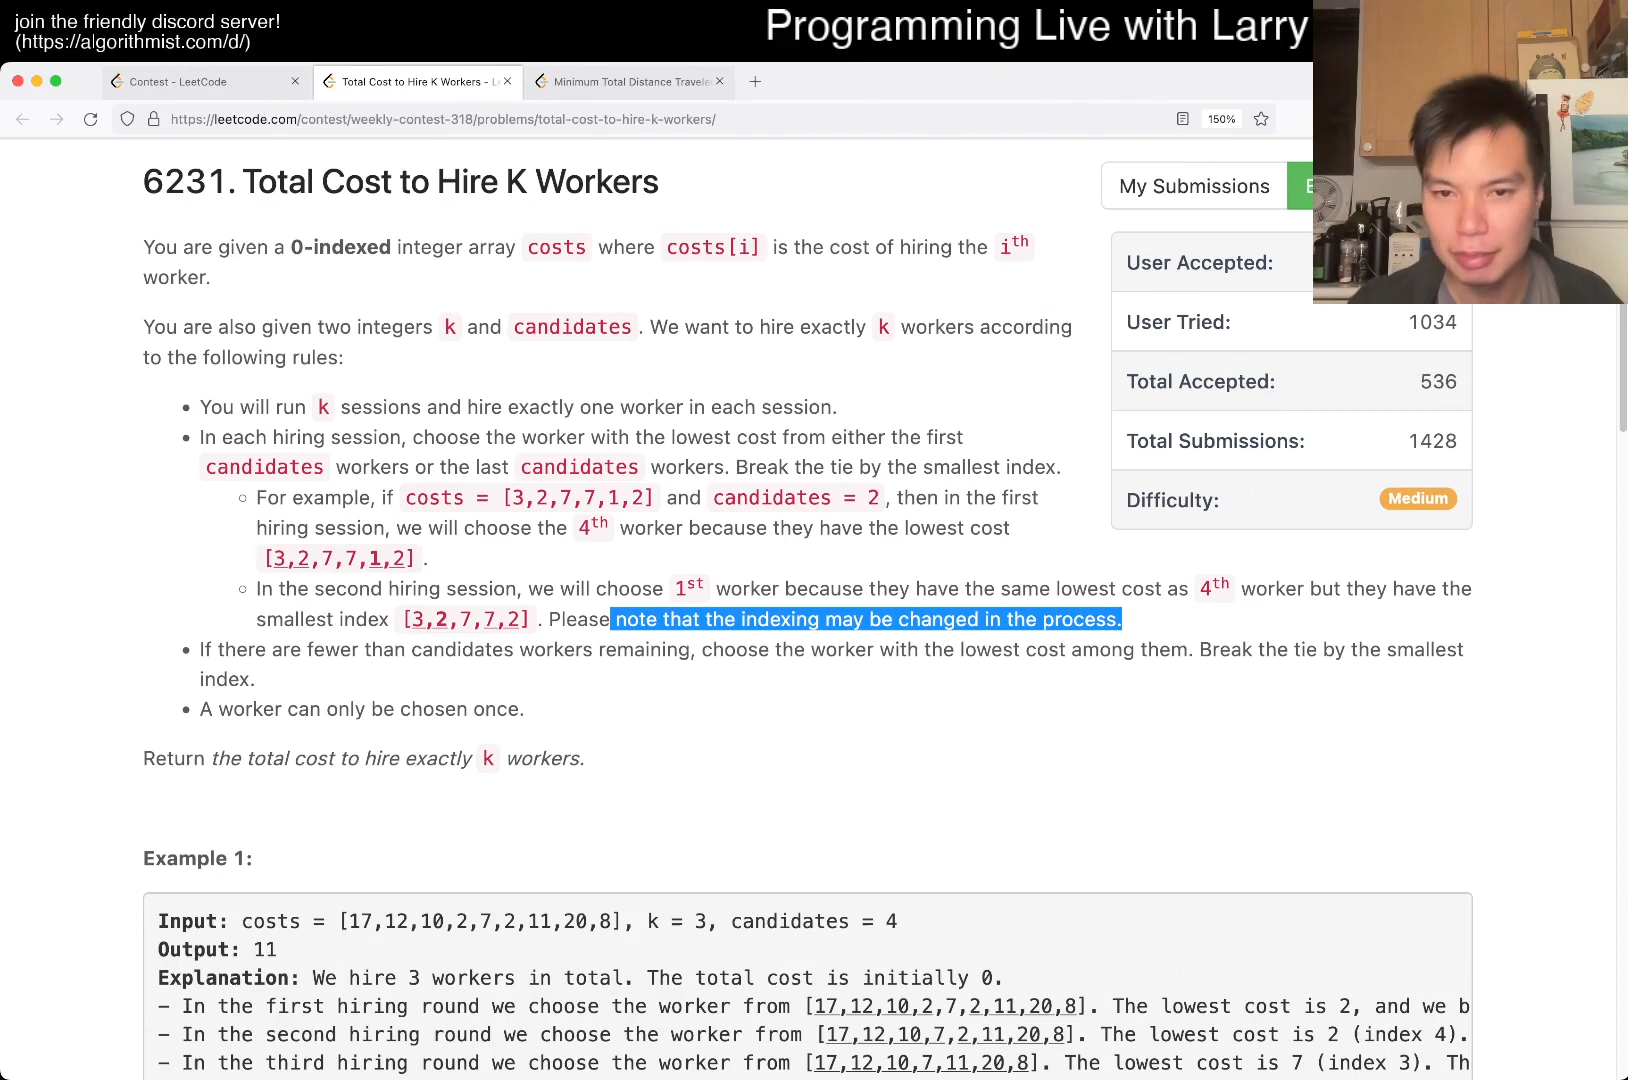 join the friendly discord server!
(https://algorithmist.com/d/)
Programming Live with Larry
Contest - LeetCode
Total Cost to Hire K Workers - Le
Minimum Total Distance Travele
https://leetcode.com/contest/weekly-contest-318/problems/total-cost-to-hire-k-workers/
150%
6231. Total Cost to Hire K Workers
My Submissions
You are given a 0-indexed integer array costs where costs[i] is the cost of hiring the ith
worker.
You are also given two integers k and candidates. We want to hire exactly k workers according
to the following rules:
• You will run k sessions and hire exactly one worker in each session.
• In each hiring session, choose the worker with the lowest cost from either the first
candidates workers or the last candidates workers. Break the tie by the smallest index.
○ For example, if costs = [3,2,7,7,1,2] and candidates = 2, then in the first
hiring session, we will choose the 4th worker because they have the lowest cost
[3,2,7,7,1,2].
○ In the second hiring session, we will choose 1st worker because they have the same lowest cost as 4th worker but they have the
smallest index [3,2,7,7,2]. Please note that the indexing may be changed in the process.
• If there are fewer than candidates workers remaining, choose the worker with the lowest cost among them. Break the tie by the smallest
index.
• A worker can only be chosen once.
Return the total cost to hire exactly k workers.
User Accepted:
User Tried: 1034
Total Accepted: 536
Total Submissions: 1428
Difficulty: Medium
Example 1:
Input: costs = [17,12,10,2,7,2,11,20,8], k = 3, candidates = 4
Output: 11
Explanation: We hire 3 workers in total. The total cost is initially 0.
- In the first hiring round we choose the worker from [17,12,10,2,7,2,11,20,8]. The lowest cost is 2, and we b
- In the second hiring round we choose the worker from [17,12,10,7,2,11,20,8]. The lowest cost is 2 (index 4).
- In the third hiring round we choose the worker from [17,12,10,7,11,20,8]. The lowest cost is 7 (index 3). Th